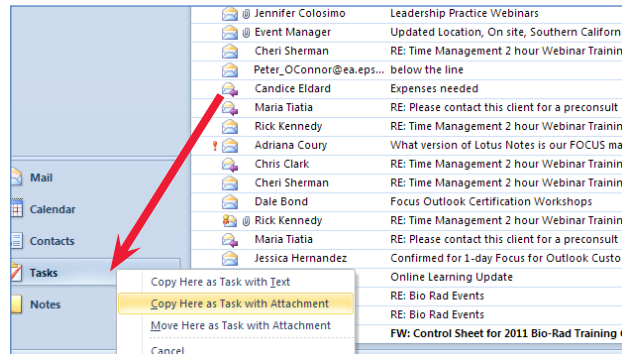 Jennifer Colosimo Leadership Practice Webinars
Event Manager Updated Location, On site, Southern Californ
Cheri Sherman RE: Time Management 2 hour Webinar Trainin
Peter_OConnor@ea.eps... below the line
Candice Eldard Expenses needed
Maria Tiatia RE: Please contact this client for a preconsult
Rick Kennedy RE: Time Management 2 hour Webinar Trainin
Adriana Coury What version of Lotus Notes is our FOCUS ma
Chris Clark RE: Time Management 2 hour Webinar Trainin
Cheri Sherman RE: Time Management 2 hour Webinar Trainin
Dale Bond Focus Outlook Certification Workshops
Rick Kennedy RE: Time Management 2 hour Webinar Trainin
Maria Tiatia RE: Please contact this client for a preconsult
Jessica Hernandez Confirmed for 1-day Focus for Outlook Custo
Online Learning Update
RE: Bio Rad Events
RE: Bio Rad Events
FW: Control Sheet for 2011 Bio-Rad Training
Mail
Calendar
Contacts
Tasks
Notes
Copy Here as Task with Text
Copy Here as Task with Attachment
Move Here as Task with Attachment
Cancel